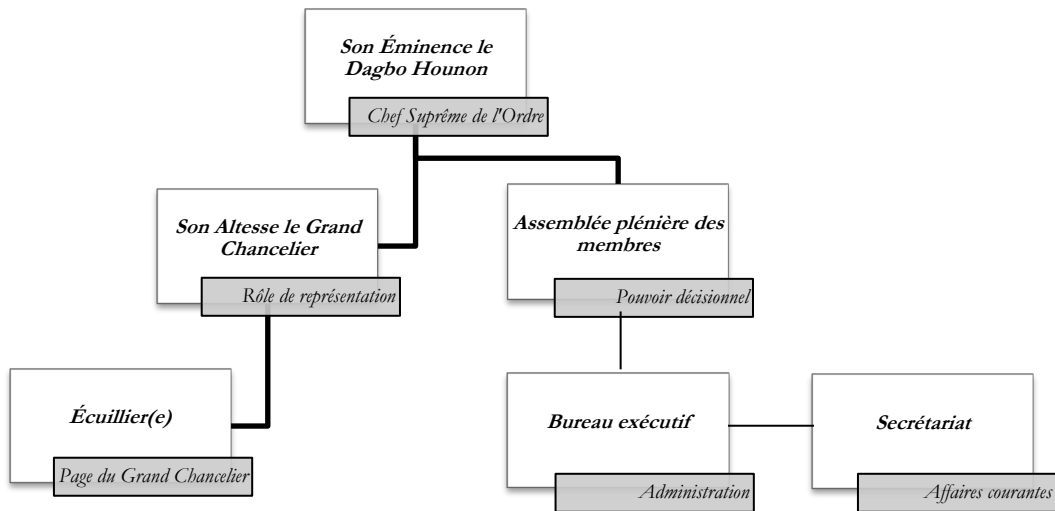 Son Éminence le
Dagbo Hounon
Chef Suprême de l'Ordre
Son Altesse le Grand
Chancelier
Rôle de représentation
Assemblée plénière des
membres
Pouvoir décisionnel
Écuillier(e)
Page du Grand Chancelier
Bureau exécutif
Administration
Secrétariat
Affaires courantes